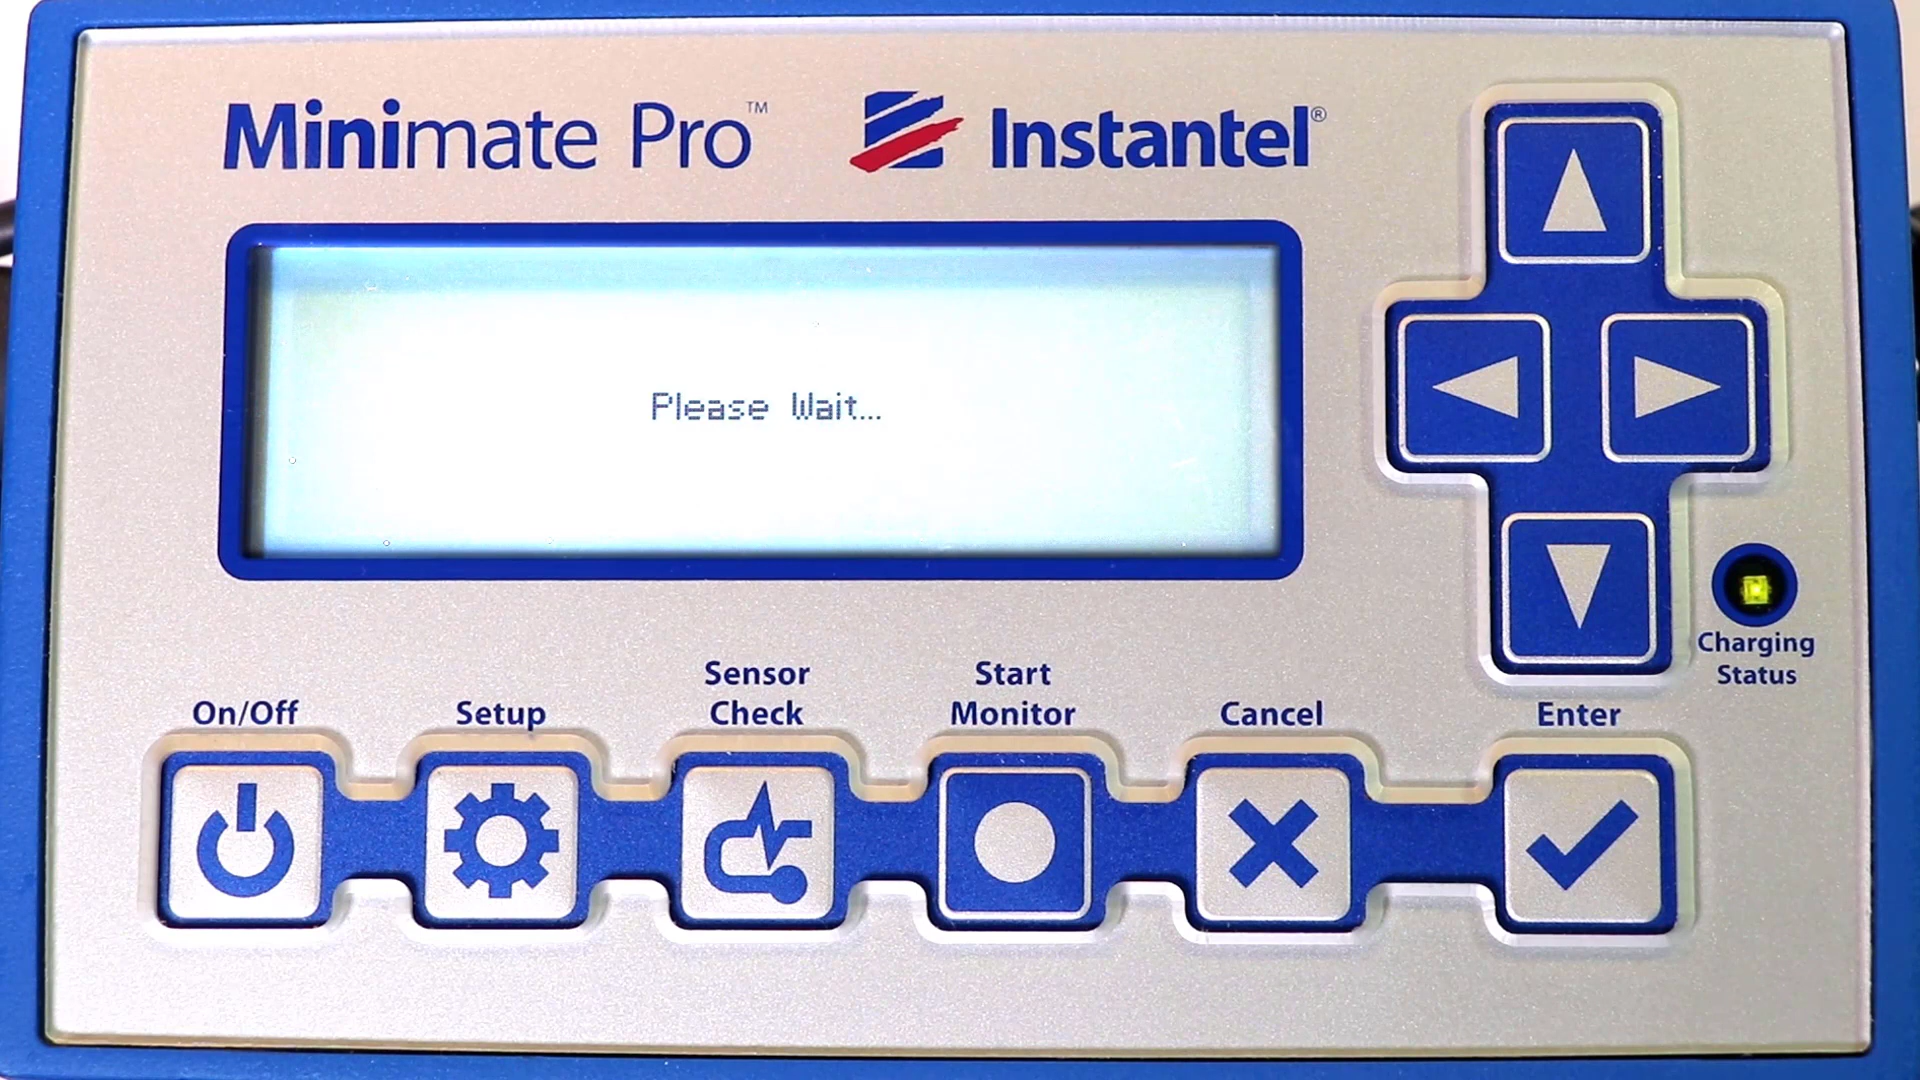 Minimate Pro™
Instantel®
Please Wait...
Charging
Status
On/Off
Setup
Sensor
Check
Start
Monitor
Cancel
Enter